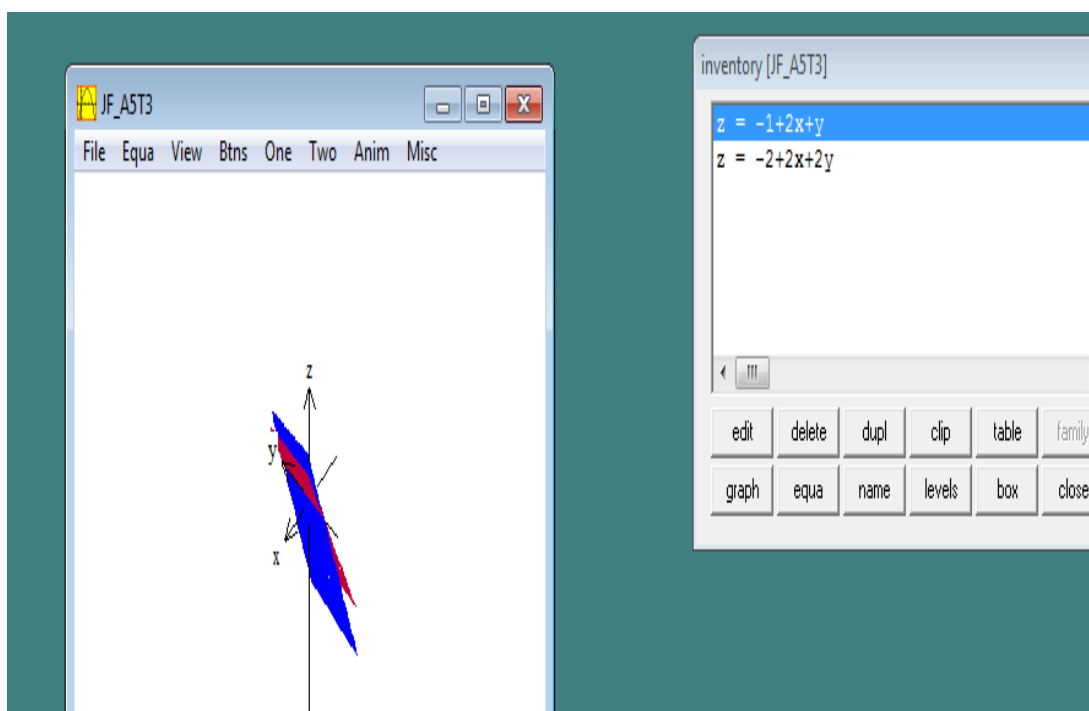 JF_A5T3
File Equa View Btns One Two Anim Misc
z
y
x
inventory [JF_A5T3]
z = -1+2x+y
z = -2+2x+2y
edit delete dupl clip table family
graph equa name levels box close